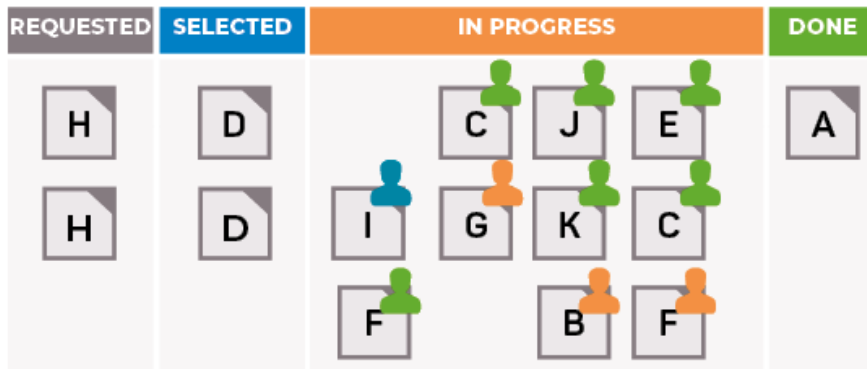 REQUESTED SELECTED IN PROGRESS DONE
H D C J E A
H D I G K C
F B F